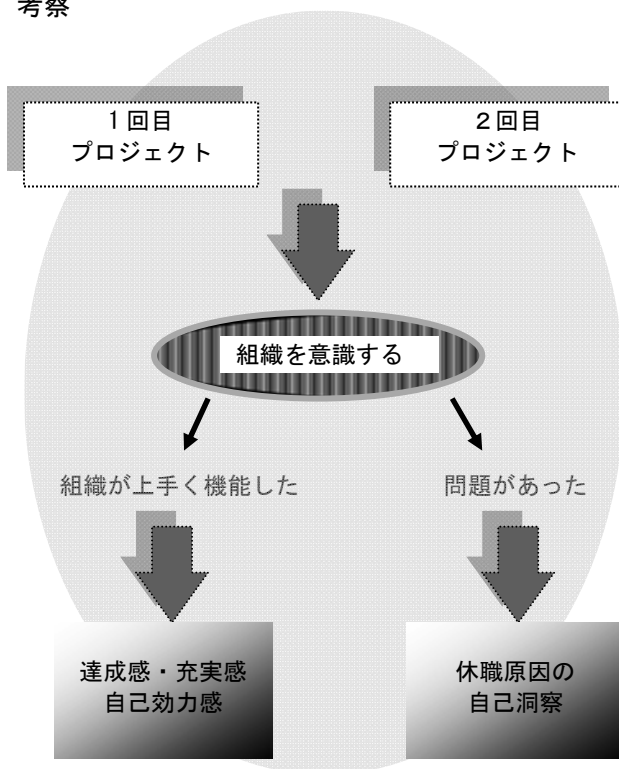 考察
1回目
プロジェクト
２回目
プロジェクト
組織を意識する
組織が上手く機能した
問題があった
達成感・充実感
自己効力感
休職原因の
自己洞察